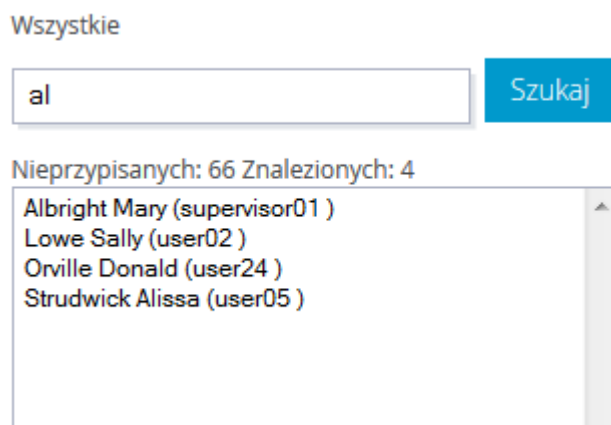 Wszystkie
al
Szukaj
Nieprzypisanych: 66 Znalezionych: 4
Albright Mary (supervisor01 )
Lowe Sally (user02 )
Orville Donald (user24 )
Strudwick Alissa (user05 )